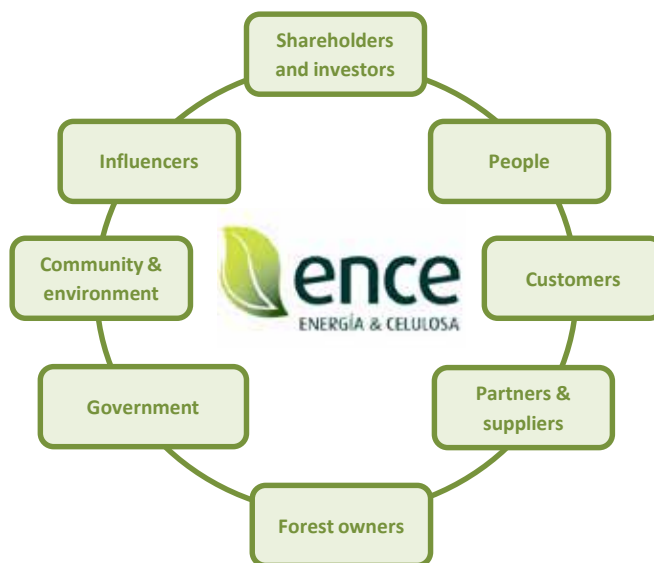 Shareholders
and investors
Influencers
People
Community &
environment
ence
ENERGÍA & CELULOSA
Customers
Government
Partners &
suppliers
Forest owners